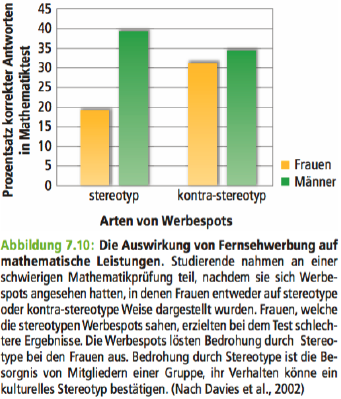 Prozentsatz korrekter Antworten
in Mathematiktest
45
40
35
30
25
20
15
10
5
0
stereotyp
kontra-stereotyp
Frauen
Männer
Arten von Werbespots
Abbildung 7.10: Die Auswirkung von Fernsehwerbung auf
mathematische Leistungen. Studierende nahmen an einer
schwierigen Mathematikprüfung teil, nachdem sie sich Werbe-
spots angesehen hatten, in denen Frauen entweder auf stereotype
oder kontra-stereotype Weise dargestellt wurden. Frauen, welche
die stereotypen Werbespots sahen, erzielten bei dem Test schlech-
tere Ergebnisse. Die Werbespots lösten Bedrohung durch Stereo-
type bei den Frauen aus. Bedrohung durch Stereotype ist die Be-
sorgnis von Mitgliedern einer Gruppe, ihr Verhalten könne ein
kulturelles Stereotyp bestätigen. (Nach Davies et al., 2002)